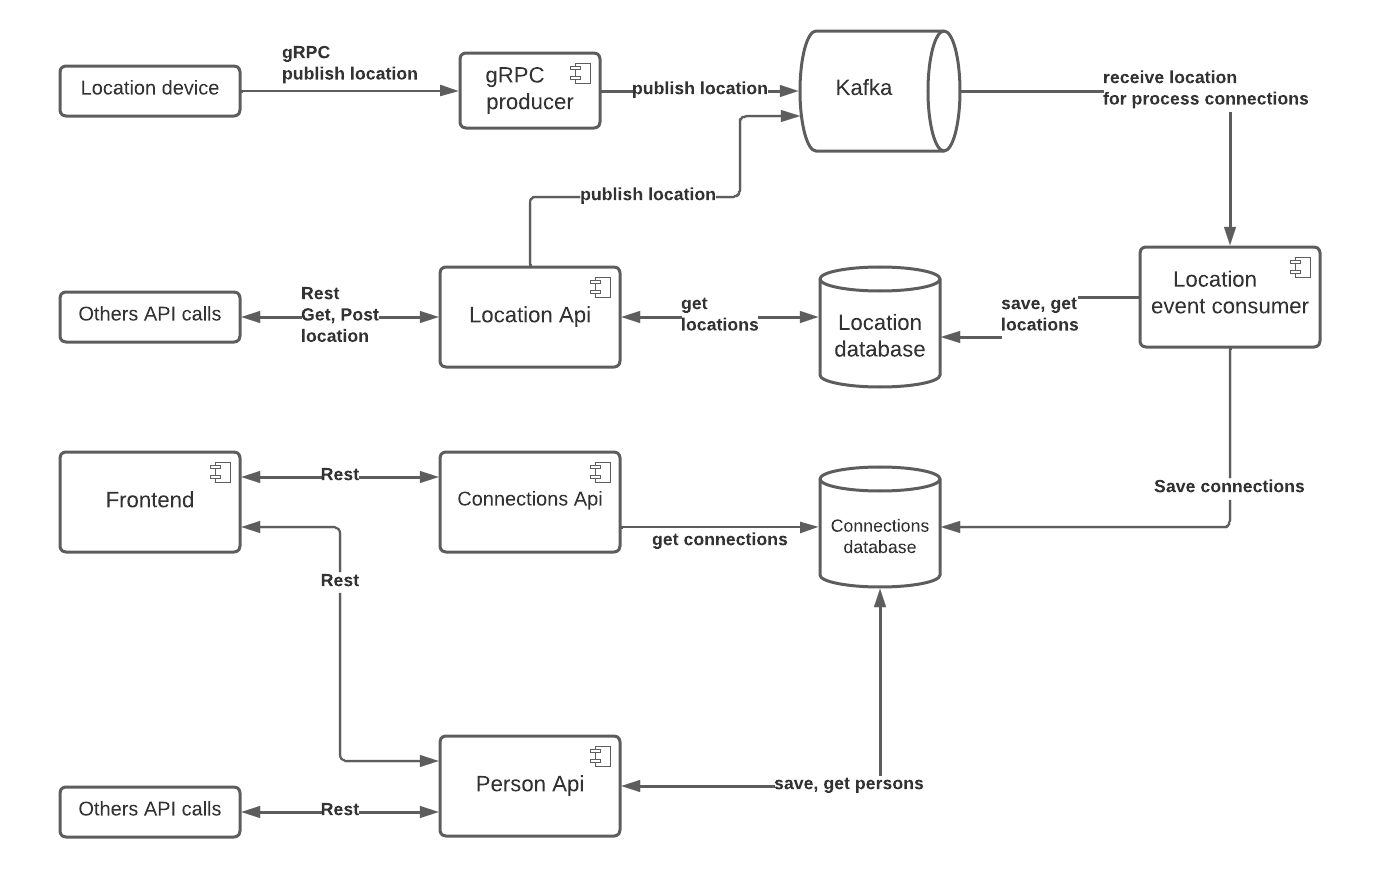 gRPC
publish location
Location device
gRPC
producer
publish location
Kafka
receive location
for process connections
publish location
Others API calls
Rest
Get, Post
location
Location Api
get
locations
Location
database
save, get
locations
Location
event consumer
Frontend
Rest
Connections Api
get connections
Connections
database
Save connections
Rest
Person Api
save, get persons
Others API calls
Rest